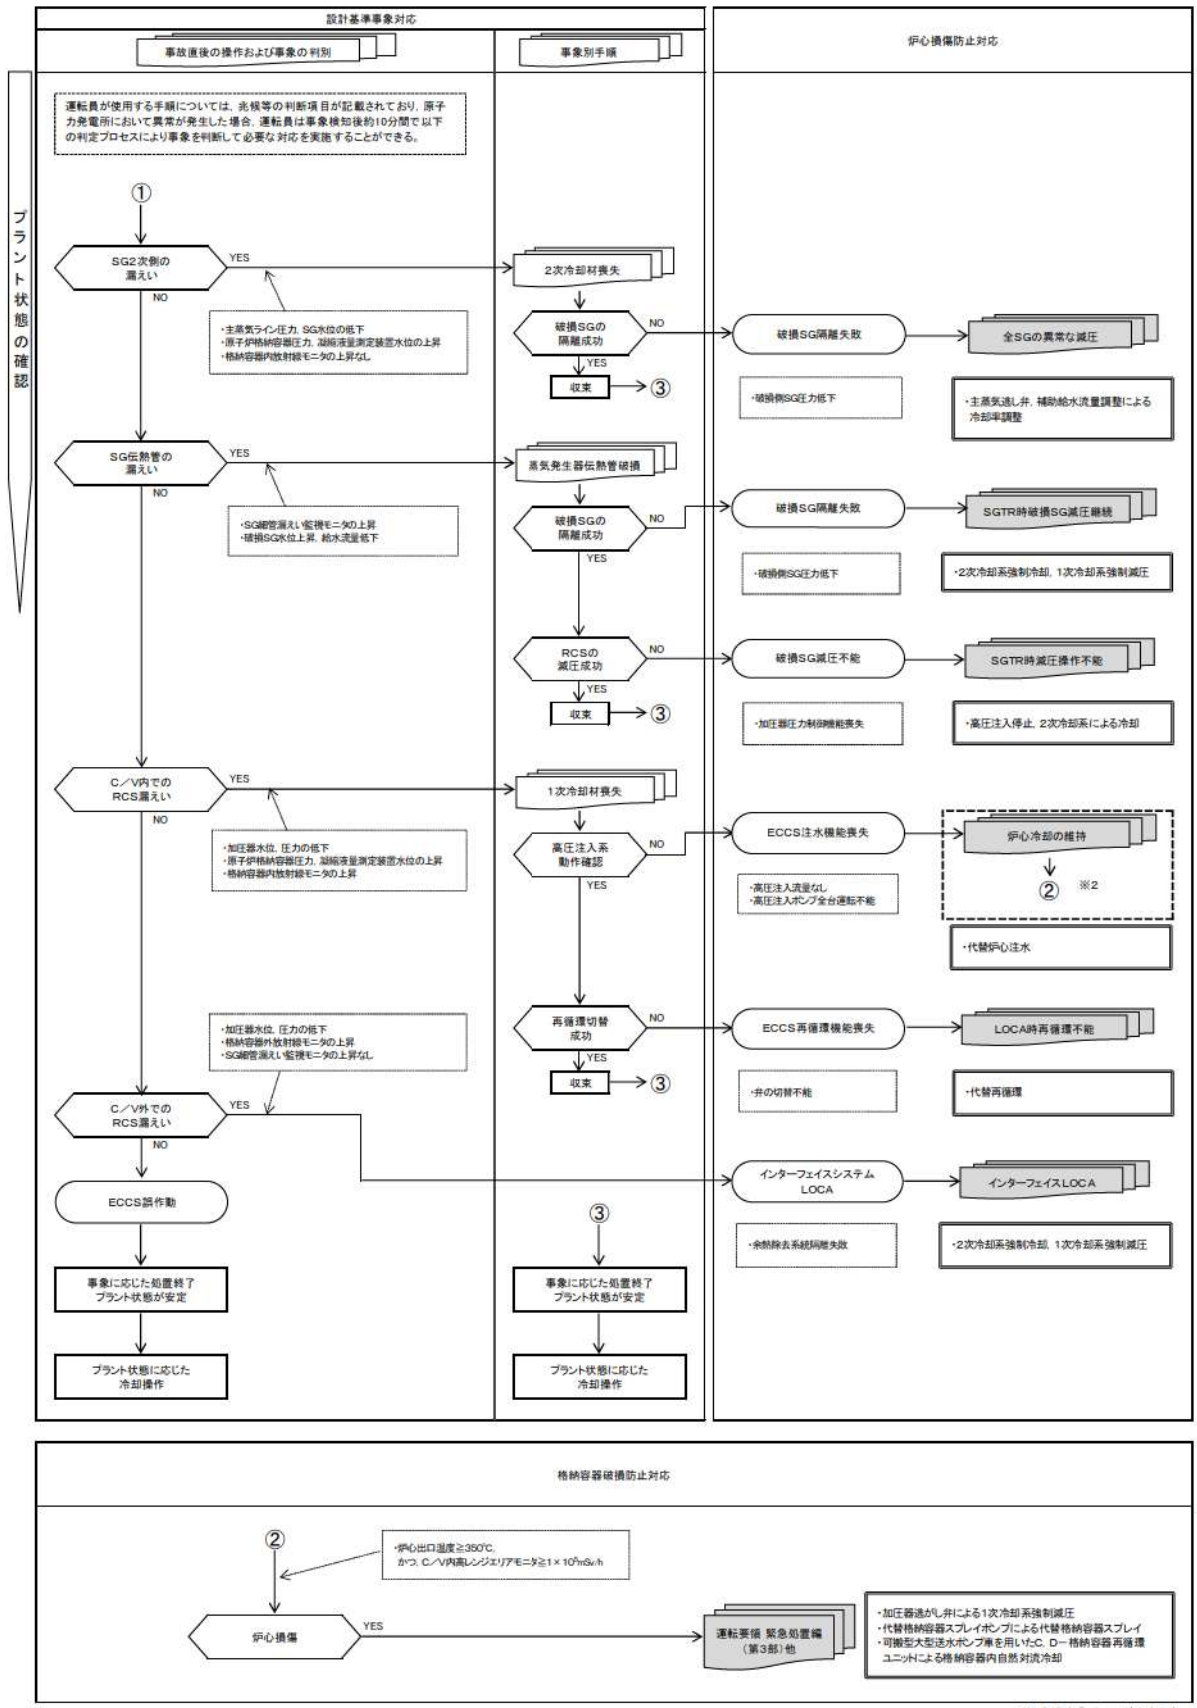 設計基準事象対応
事故直後の操作および事象の判別
事象別手順
炉心損傷防止対応
プラント状態の確認
運転員が使用する手順については、兆候等の判断項目が記載されており、原子
力発電所において異常が発生した場合、運転員は事象検知後約10分間で以下
の判定プロセスにより事象を判断して必要な対応を実施することができる。
①
SG2次側の
漏えい
YES
NO
・主蒸気ライン圧力、SG水位の低下
・原子炉格納容器圧力、凝縮液量測定装置水位の上昇
・格納容器内放射線モニタの上昇なし
2次冷却材喪失
破損SGの
隔離成功
NO
YES
収束
③
破損SG隔離失敗
・破損側SG圧力低下
全SGの異常な減圧
・主蒸気逃し弁、補助給水流量調整による
冷却率調整
SG伝熱管の
漏えい
YES
NO
・SG細管漏えい監視モニタの上昇
・破損SG水位上昇、給水流量低下
蒸気発生器伝熱管破損
破損SGの
隔離成功
NO
YES
破損SG隔離失敗
・破損側SG圧力低下
SGTR時破損SG減圧継続
・2次冷却系強制冷却、1次冷却系強制減圧
RCSの
減圧成功
NO
YES
収束
③
破損SG減圧不能
・加圧器圧力制御機能喪失
SGTR時減圧操作不能
・高圧注入停止、2次冷却系による冷却
C/V内での
RCS漏えい
YES
NO
・加圧器水位、圧力の低下
・原子炉格納容器圧力、凝縮液量測定装置水位の上昇
・格納容器内放射線モニタの上昇
1次冷却材喪失
高圧注入系
動作確認
NO
YES
ECCS注水機能喪失
・高圧注入流量なし
・高圧注入ポンプ全台運転不能
炉心冷却の維持
② ※2
・代替炉心注水
再循環切替
成功
NO
YES
収束
③
ECCS再循環機能喪失
・弁の切替不能
LOCA時再循環不能
・代替再循環
・加圧器水位、圧力の低下
・格納容器外放射線モニタの上昇
・SG細管漏えい監視モニタの上昇なし
C/V外での
RCS漏えい
YES
NO
インターフェイスシステム
LOCA
・余熱除去系統隔離失敗
インターフェイスLOCA
・2次冷却系強制冷却、1次冷却系強制減圧
ECCS誤作動
事象に応じた処置終了
プラント状態が安定
プラント状態に応じた
冷却操作
③
事象に応じた処置終了
プラント状態が安定
プラント状態に応じた
冷却操作
格納容器破損防止対応
②
・炉心出口温度≧350℃、
かつ、C/V内高レンジエリアモニタ≧1×10⁵mSv/h
炉心損傷
YES
運転要領 緊急処置編
(第3部)他
・加圧器逃がし弁による1次冷却系強制減圧
・代替格納容器スプレイポンプによる代替格納容器スプレイ
・可搬型大型送水ポンプ車を用いたC、D-格納容器再循環
ユニットによる格納容器内自然対流冷却